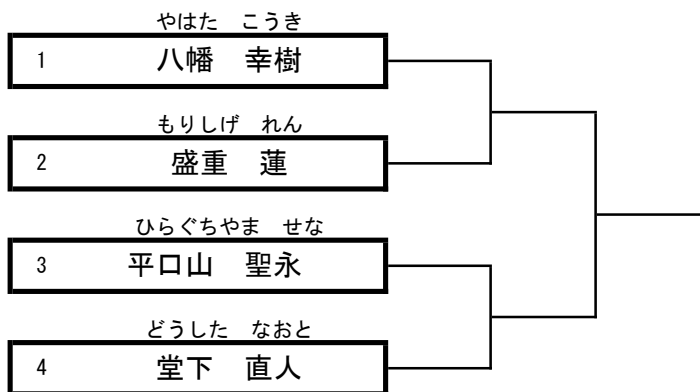 やはた　こうき
1　八幡　幸樹
もりしげ　れん
2　盛重　蓮
ひらぐちやま　せな
3　平口山　聖永
どうした　なおと
4　堂下　直人